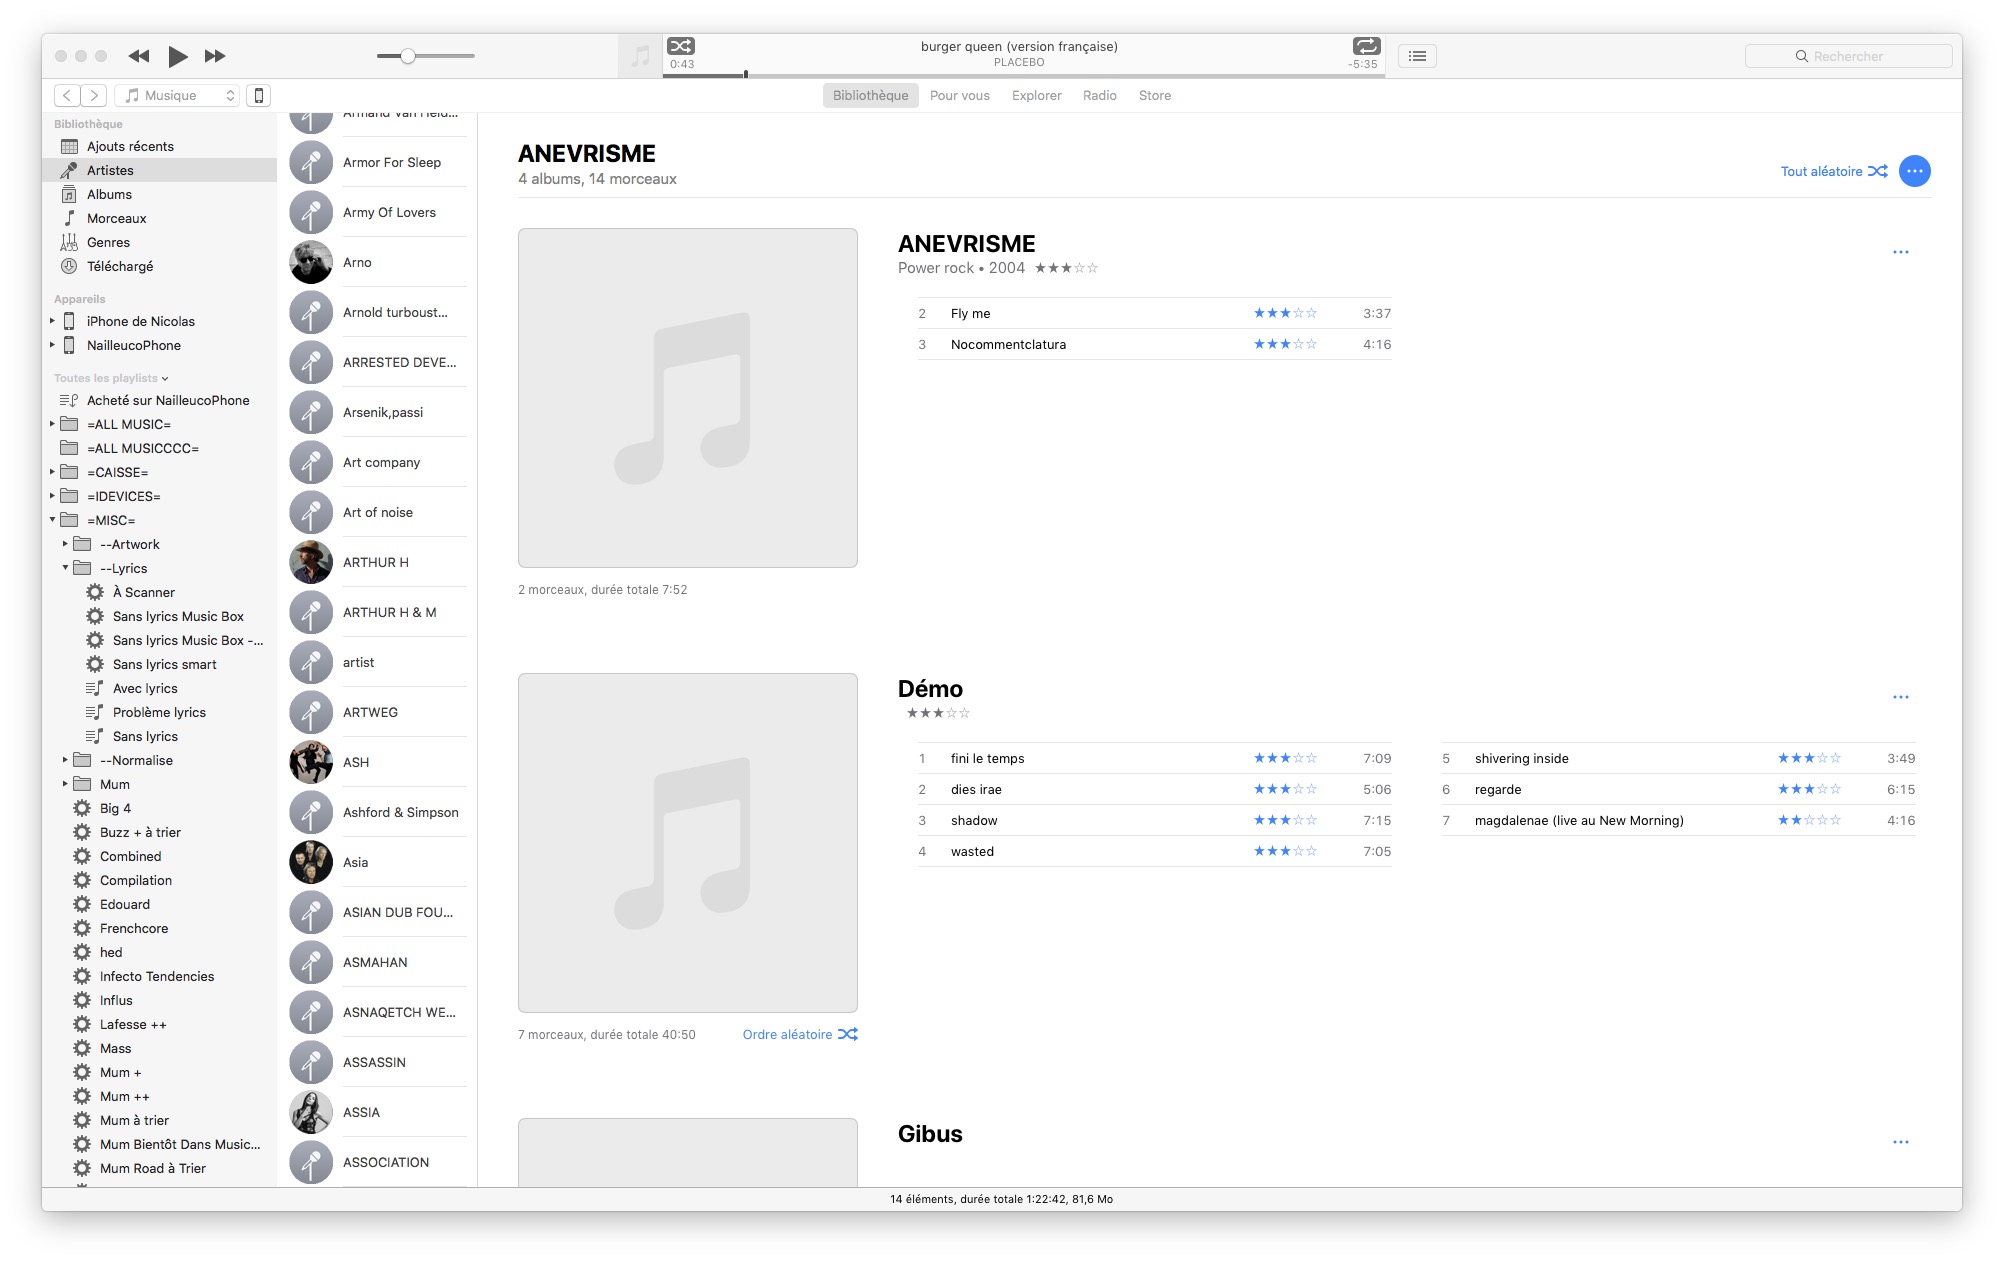 burger queen (version française)
PLACEBO
0:43
-5:35
Rechercher
Musique
Bibliothèque
Pour vous
Explorer
Radio
Store
Bibliothèque
Ajouts récents
Artistes
Albums
Morceaux
Genres
Téléchargé
Appareils
iPhone de Nicolas
NailleucoPhone
Toutes les playlists
Acheté sur NailleucoPhone
=ALL MUSIC=
=ALL MUSICCCC=
=CAISSE=
=IDEVICES=
=MISC=
--Artwork
--Lyrics
À Scanner
Sans lyrics Music Box
Sans lyrics Music Box -...
Sans lyrics smart
Avec lyrics
Problème lyrics
Sans lyrics
--Normalise
Mum
Big 4
Buzz + à trier
Combined
Compilation
Edouard
Frenchcore
hed
Infecto Tendencies
Influs
Lafesse ++
Mass
Mum +
Mum ++
Mum à trier
Mum Bientôt Dans Music...
Mum Road à Trier
Armand Van Held...
Armor For Sleep
Army Of Lovers
Arno
Arnold turboust...
ARRESTED DEVE...
Arsenik,passi
Art company
Art of noise
ARTHUR H
ARTHUR H & M
artist
ARTWEG
ASH
Ashford & Simpson
Asia
ASIAN DUB FOU...
ASMAHAN
ASNAQETCH WE...
ASSASSIN
ASSIA
ASSOCIATION
ANEVRISME
4 albums, 14 morceaux
Tout aléatoire
ANEVRISME
Power rock • 2004 ★★★☆☆
2 Fly me ★★★☆☆ 3:37
3 Nocommentclatura ★★★☆☆ 4:16
2 morceaux, durée totale 7:52
Démo
★★★☆☆
1 fini le temps ★★★☆☆ 7:09
2 dies irae ★★★☆☆ 5:06
3 shadow ★★★☆☆ 7:15
4 wasted ★★★☆☆ 7:05
5 shivering inside ★★★☆☆ 3:49
6 regarde ★★★☆☆ 6:15
7 magdalenae (live au New Morning) ★★☆☆☆ 4:16
7 morceaux, durée totale 40:50
Ordre aléatoire
Gibus
14 éléments, durée totale 1:22:42, 81,6 Mo